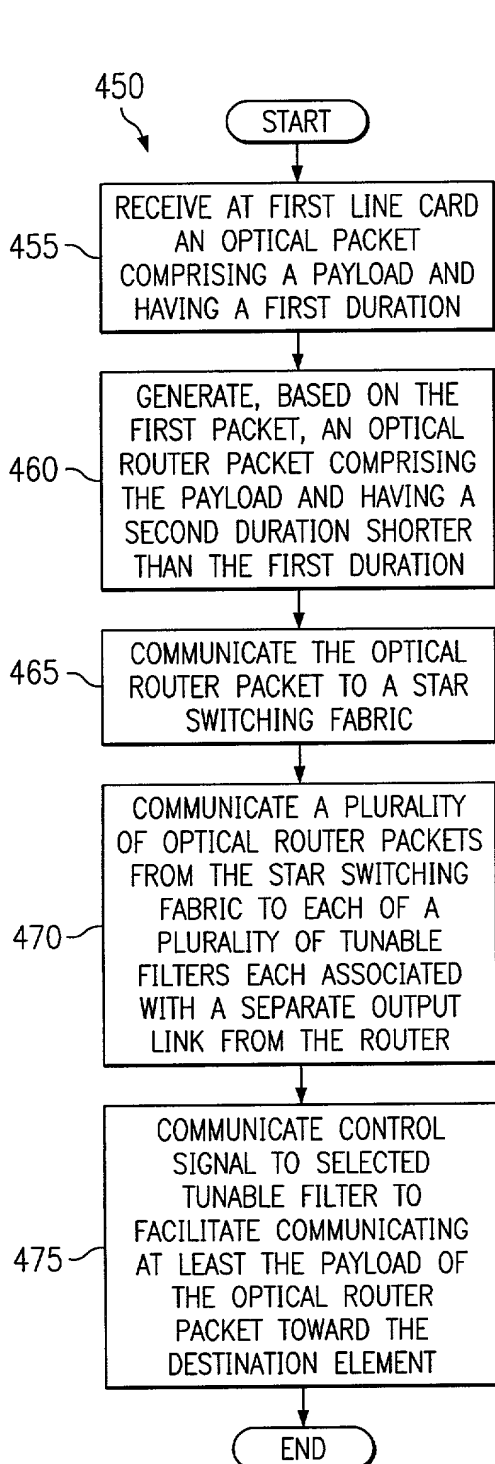 450
START
455
RECEIVE AT FIRST LINE CARD
AN OPTICAL PACKET
COMPRISING A PAYLOAD AND
HAVING A FIRST DURATION
460
GENERATE, BASED ON THE
FIRST PACKET, AN OPTICAL
ROUTER PACKET COMPRISING
THE PAYLOAD AND HAVING A
SECOND DURATION SHORTER
THAN THE FIRST DURATION
465
COMMUNICATE THE OPTICAL
ROUTER PACKET TO A STAR
SWITCHING FABRIC
470
COMMUNICATE A PLURALITY
OF OPTICAL ROUTER PACKETS
FROM THE STAR SWITCHING
FABRIC TO EACH OF A
PLURALITY OF TUNABLE
FILTERS EACH ASSOCIATED
WITH A SEPARATE OUTPUT
LINK FROM THE ROUTER
475
COMMUNICATE CONTROL
SIGNAL TO SELECTED
TUNABLE FILTER TO
FACILITATE COMMUNICATING
AT LEAST THE PAYLOAD OF
THE OPTICAL ROUTER
PACKET TOWARD THE
DESTINATION ELEMENT
END